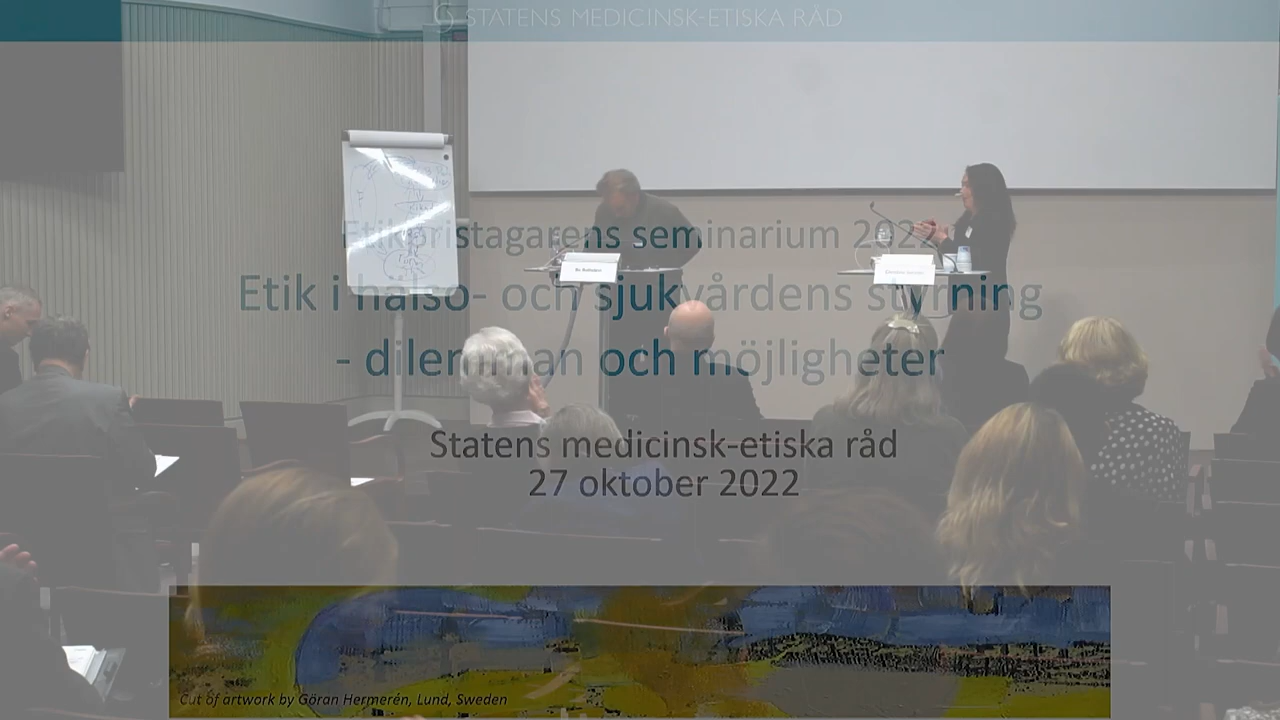 STATENS MEDICINSK-ETISKA RÅD
Etikpristagarens seminarium 2022
Etik i hälso- och sjukvårdens styrning
- dilemman och möjligheter
Statens medicinsk-etiska råd
27 oktober 2022
Cut of artwork by Göran Hermerén, Lund, Sweden